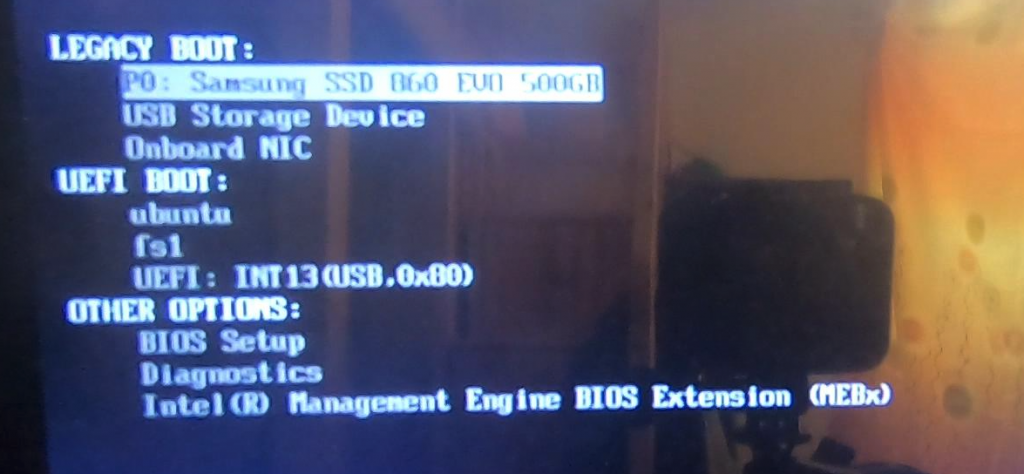 LEGACY BOOT:
P0: Samsung SSD 860 EVO 500GB
USB Storage Device
Onboard NIC
UEFI BOOT:
ubuntu
fs1
UEFI: INT13(USB,0x80)
OTHER OPTIONS:
BIOS Setup
Diagnostics
Intel(R) Management Engine BIOS Extension (MEBx)